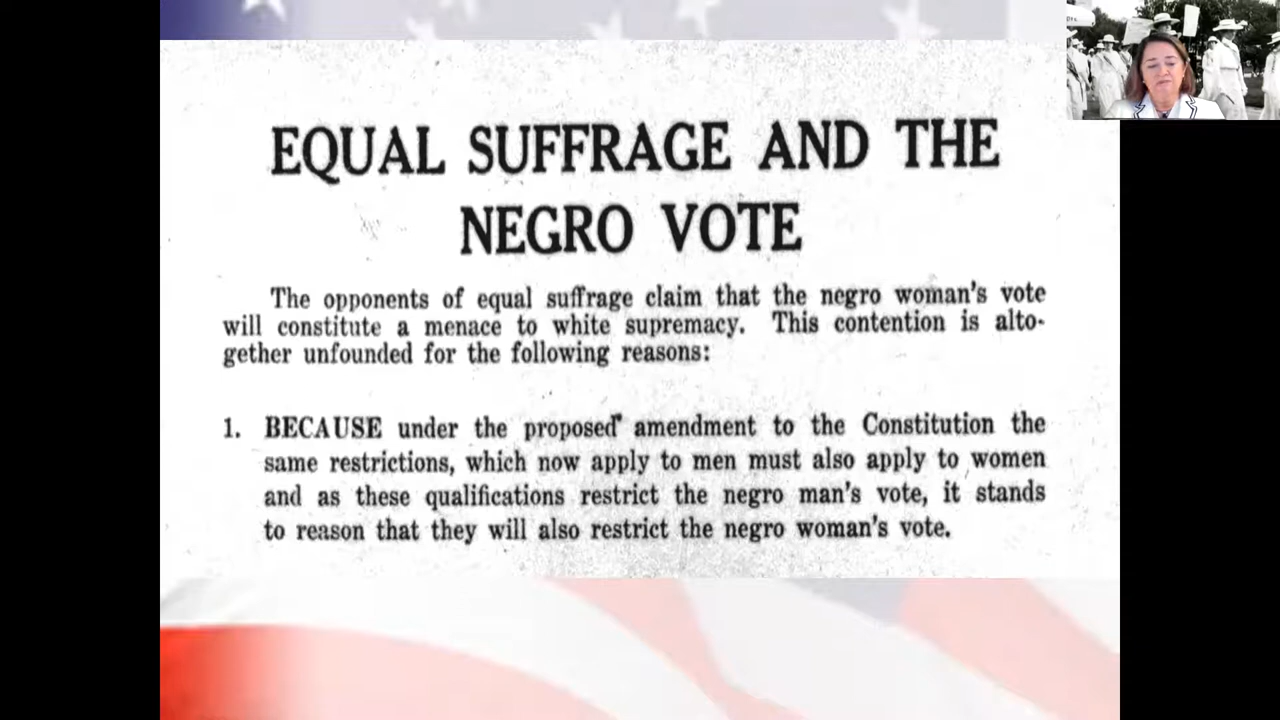 EQUAL SUFFRAGE AND THE
NEGRO VOTE
The opponents of equal suffrage claim that the negro woman's vote
will constitute a menace to white supremacy. This contention is alto-
gether unfounded for the following reasons:
1. BECAUSE under the proposed amendment to the Constitution the
same restrictions, which now apply to men must also apply to women
and as these qualifications restrict the negro man's vote, it stands
to reason that they will also restrict the negro woman's vote.